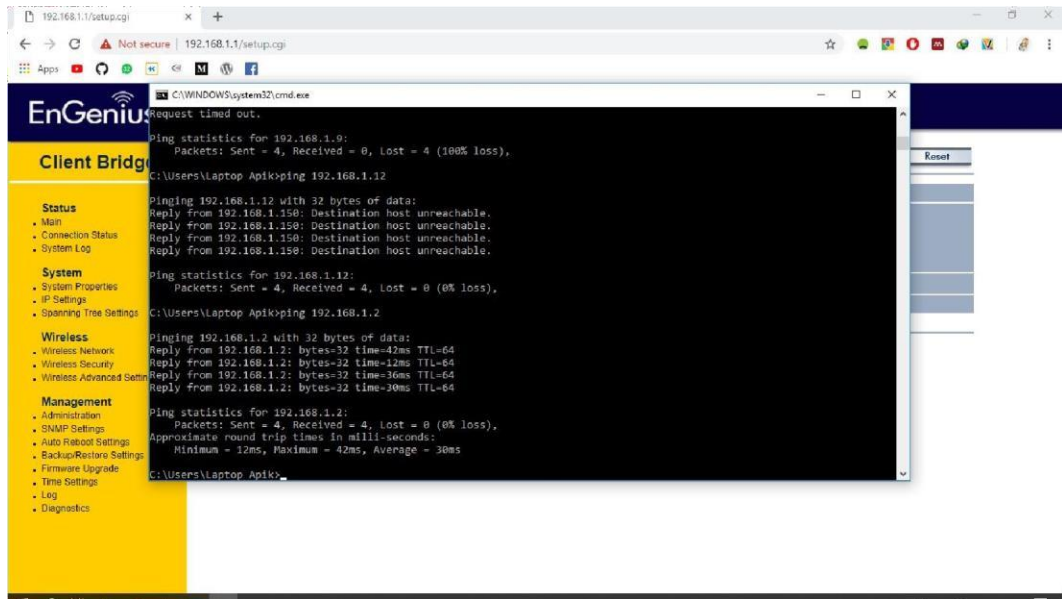 192.168.1.1/setup.cgi
Not secure | 192.168.1.1/setup.cgi
Apps
EnGenius
Client Bridg
Status
Main
Connection Status
System Log
System
System Properties
IP Settings
Spanning Tree Settings
Wireless
Wireless Network
Wireless Security
Wireless Advanced Settin
Management
Administration
SNMP Settings
Auto Reboot Settings
Backup/Restore Settings
Firmware Upgrade
Time Settings
Log
Diagnostics
C:\WINDOWS\system32\cmd.exe
Request timed out.
Ping statistics for 192.168.1.9:
Packets: Sent = 4, Received = 0, Lost = 4 (100% loss),
C:\Users\Laptop Apik>ping 192.168.1.12
Pinging 192.168.1.12 with 32 bytes of data:
Reply from 192.168.1.150: Destination host unreachable.
Reply from 192.168.1.150: Destination host unreachable.
Reply from 192.168.1.150: Destination host unreachable.
Reply from 192.168.1.150: Destination host unreachable.
Ping statistics for 192.168.1.12:
Packets: Sent = 4, Received = 4, Lost = 0 (0% loss),
C:\Users\Laptop Apik>ping 192.168.1.2
Pinging 192.168.1.2 with 32 bytes of data:
Reply from 192.168.1.2: bytes=32 time=42ms TTL=64
Reply from 192.168.1.2: bytes=32 time=12ms TTL=64
Reply from 192.168.1.2: bytes=32 time=36ms TTL=64
Reply from 192.168.1.2: bytes=32 time=30ms TTL=64
Ping statistics for 192.168.1.2:
Packets: Sent = 4, Received = 4, Lost = 0 (0% loss),
Approximate round trip times in milli-seconds:
Minimum = 12ms, Maximum = 42ms, Average = 30ms
C:\Users\Laptop Apik>_
Reset